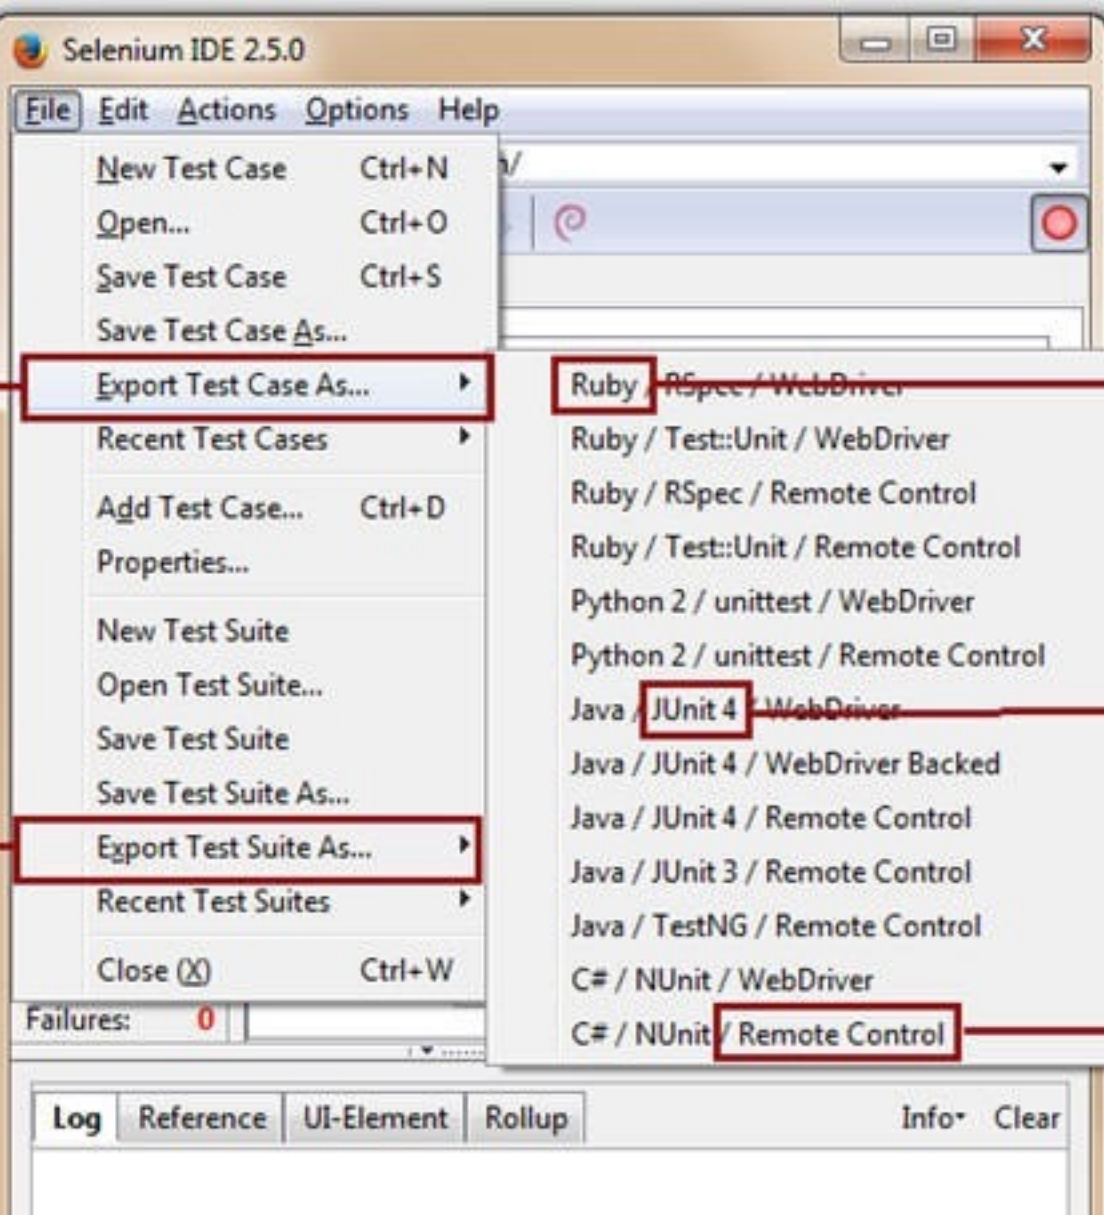 Selenium IDE 2.5.0
File Edit Actions Options Help
New Test Case Ctrl+N
Open... Ctrl+O
Save Test Case Ctrl+S
Save Test Case As...
Export Test Case As...
Recent Test Cases
Add Test Case... Ctrl+D
Properties...
New Test Suite
Open Test Suite...
Save Test Suite
Save Test Suite As...
Export Test Suite As...
Recent Test Suites
Close (X) Ctrl+W
/
Ruby / RSpec / WebDriver
Ruby / Test::Unit / WebDriver
Ruby / RSpec / Remote Control
Ruby / Test::Unit / Remote Control
Python 2 / unittest / WebDriver
Python 2 / unittest / Remote Control
Java / JUnit 4 / WebDriver
Java / JUnit 4 / WebDriver Backed
Java / JUnit 4 / Remote Control
Java / JUnit 3 / Remote Control
Java / TestNG / Remote Control
C# / NUnit / WebDriver
C# / NUnit / Remote Control
Failures: 0
Log Reference UI-Element Rollup Info Clear